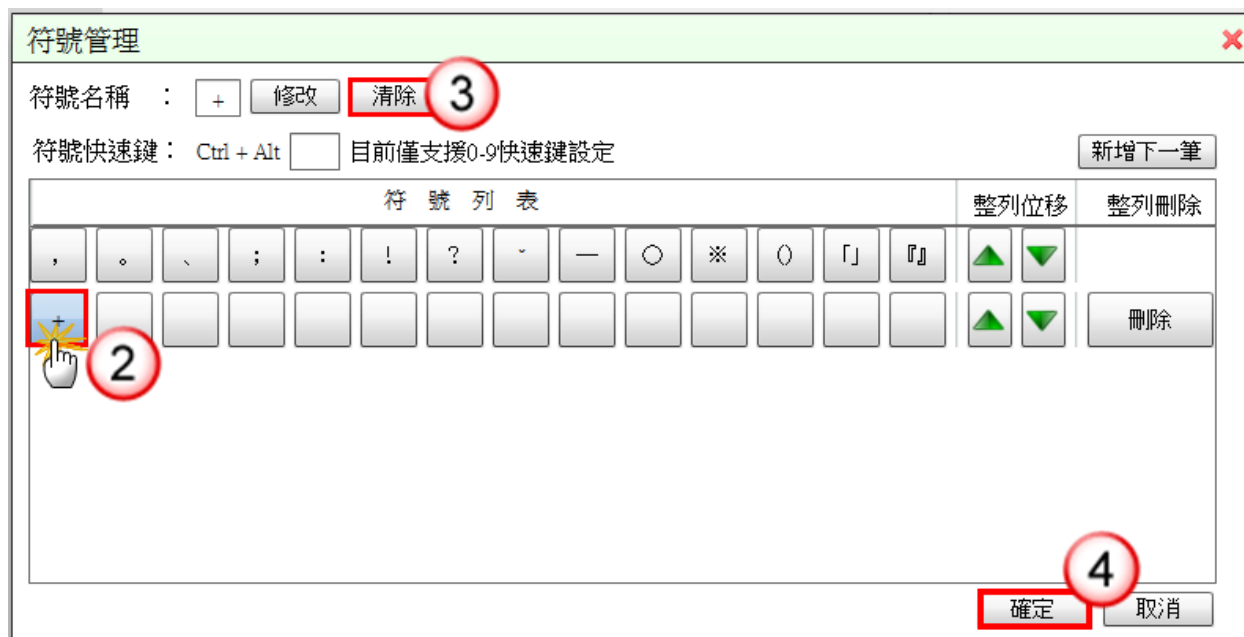 符號管理
符號名稱 : + 修改 清除 3
符號快速鍵: Ctrl + Alt 目前僅支援0-9快速鍵設定 新增下一筆
符 號 列 表 整列位移 整列刪除
, 。 、 ; : ! ? ˇ — ○ ※ () 「」 『』
+ 刪除
2
4
確定 取消